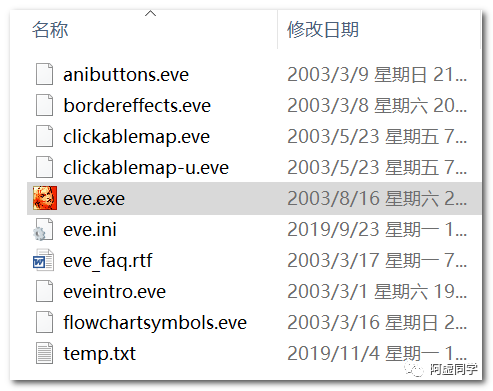 名称 修改日期
anibuttons.eve 2003/3/9 星期日 21...
bordereffects.eve 2003/3/8 星期六 20...
clickablemap.eve 2003/5/23 星期五 7...
clickablemap-u.eve 2003/5/23 星期五 7...
eve.exe 2003/8/16 星期六 2...
eve.ini 2019/9/23 星期一 1...
eve_faq.rtf 2003/3/17 星期一 7...
eveintro.eve 2003/3/1 星期六 19...
flowchartsymbols.eve 2003/3/16 星期日 2...
temp.txt 2019/11/4 星期一 1...
阿虚同学